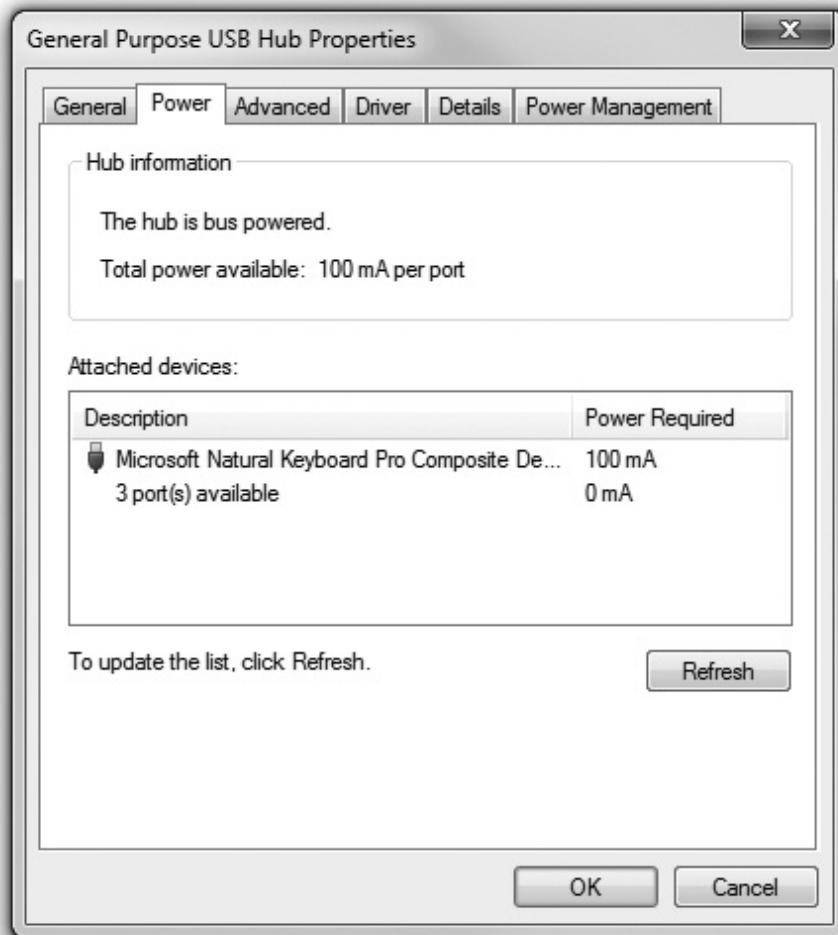 General Purpose USB Hub Properties
X
General Power Advanced Driver Details Power Management
Hub information
The hub is bus powered.
Total power available: 100 mA per port
Attached devices:
Description Power Required
Microsoft Natural Keyboard Pro Composite De... 100 mA
3 port(s) available 0 mA
To update the list, click Refresh. Refresh
OK Cancel